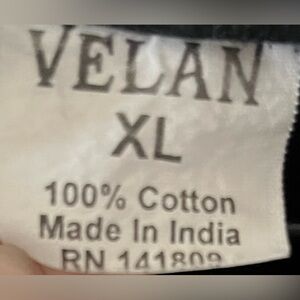 VELAN
XL
100% Cotton
Made In India
RN 141809